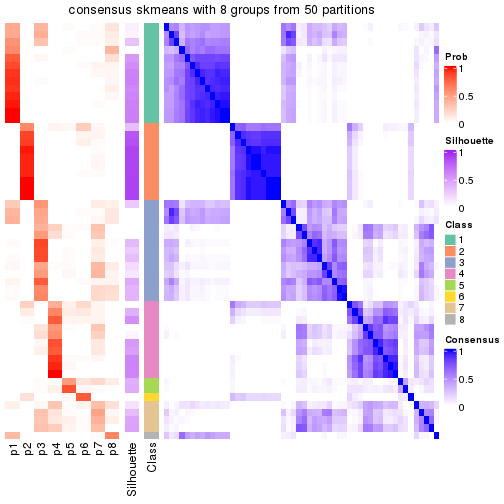 consensus skmeans with 8 groups from 50 partitions
Prob
1
0.5
0
Silhouette
1
0.5
0
Class
1
2
3
4
5
6
7
8
Consensus
1
0.5
0
p1
p2
p3
p4
p5
p6
p7
p8
Silhouette
Class